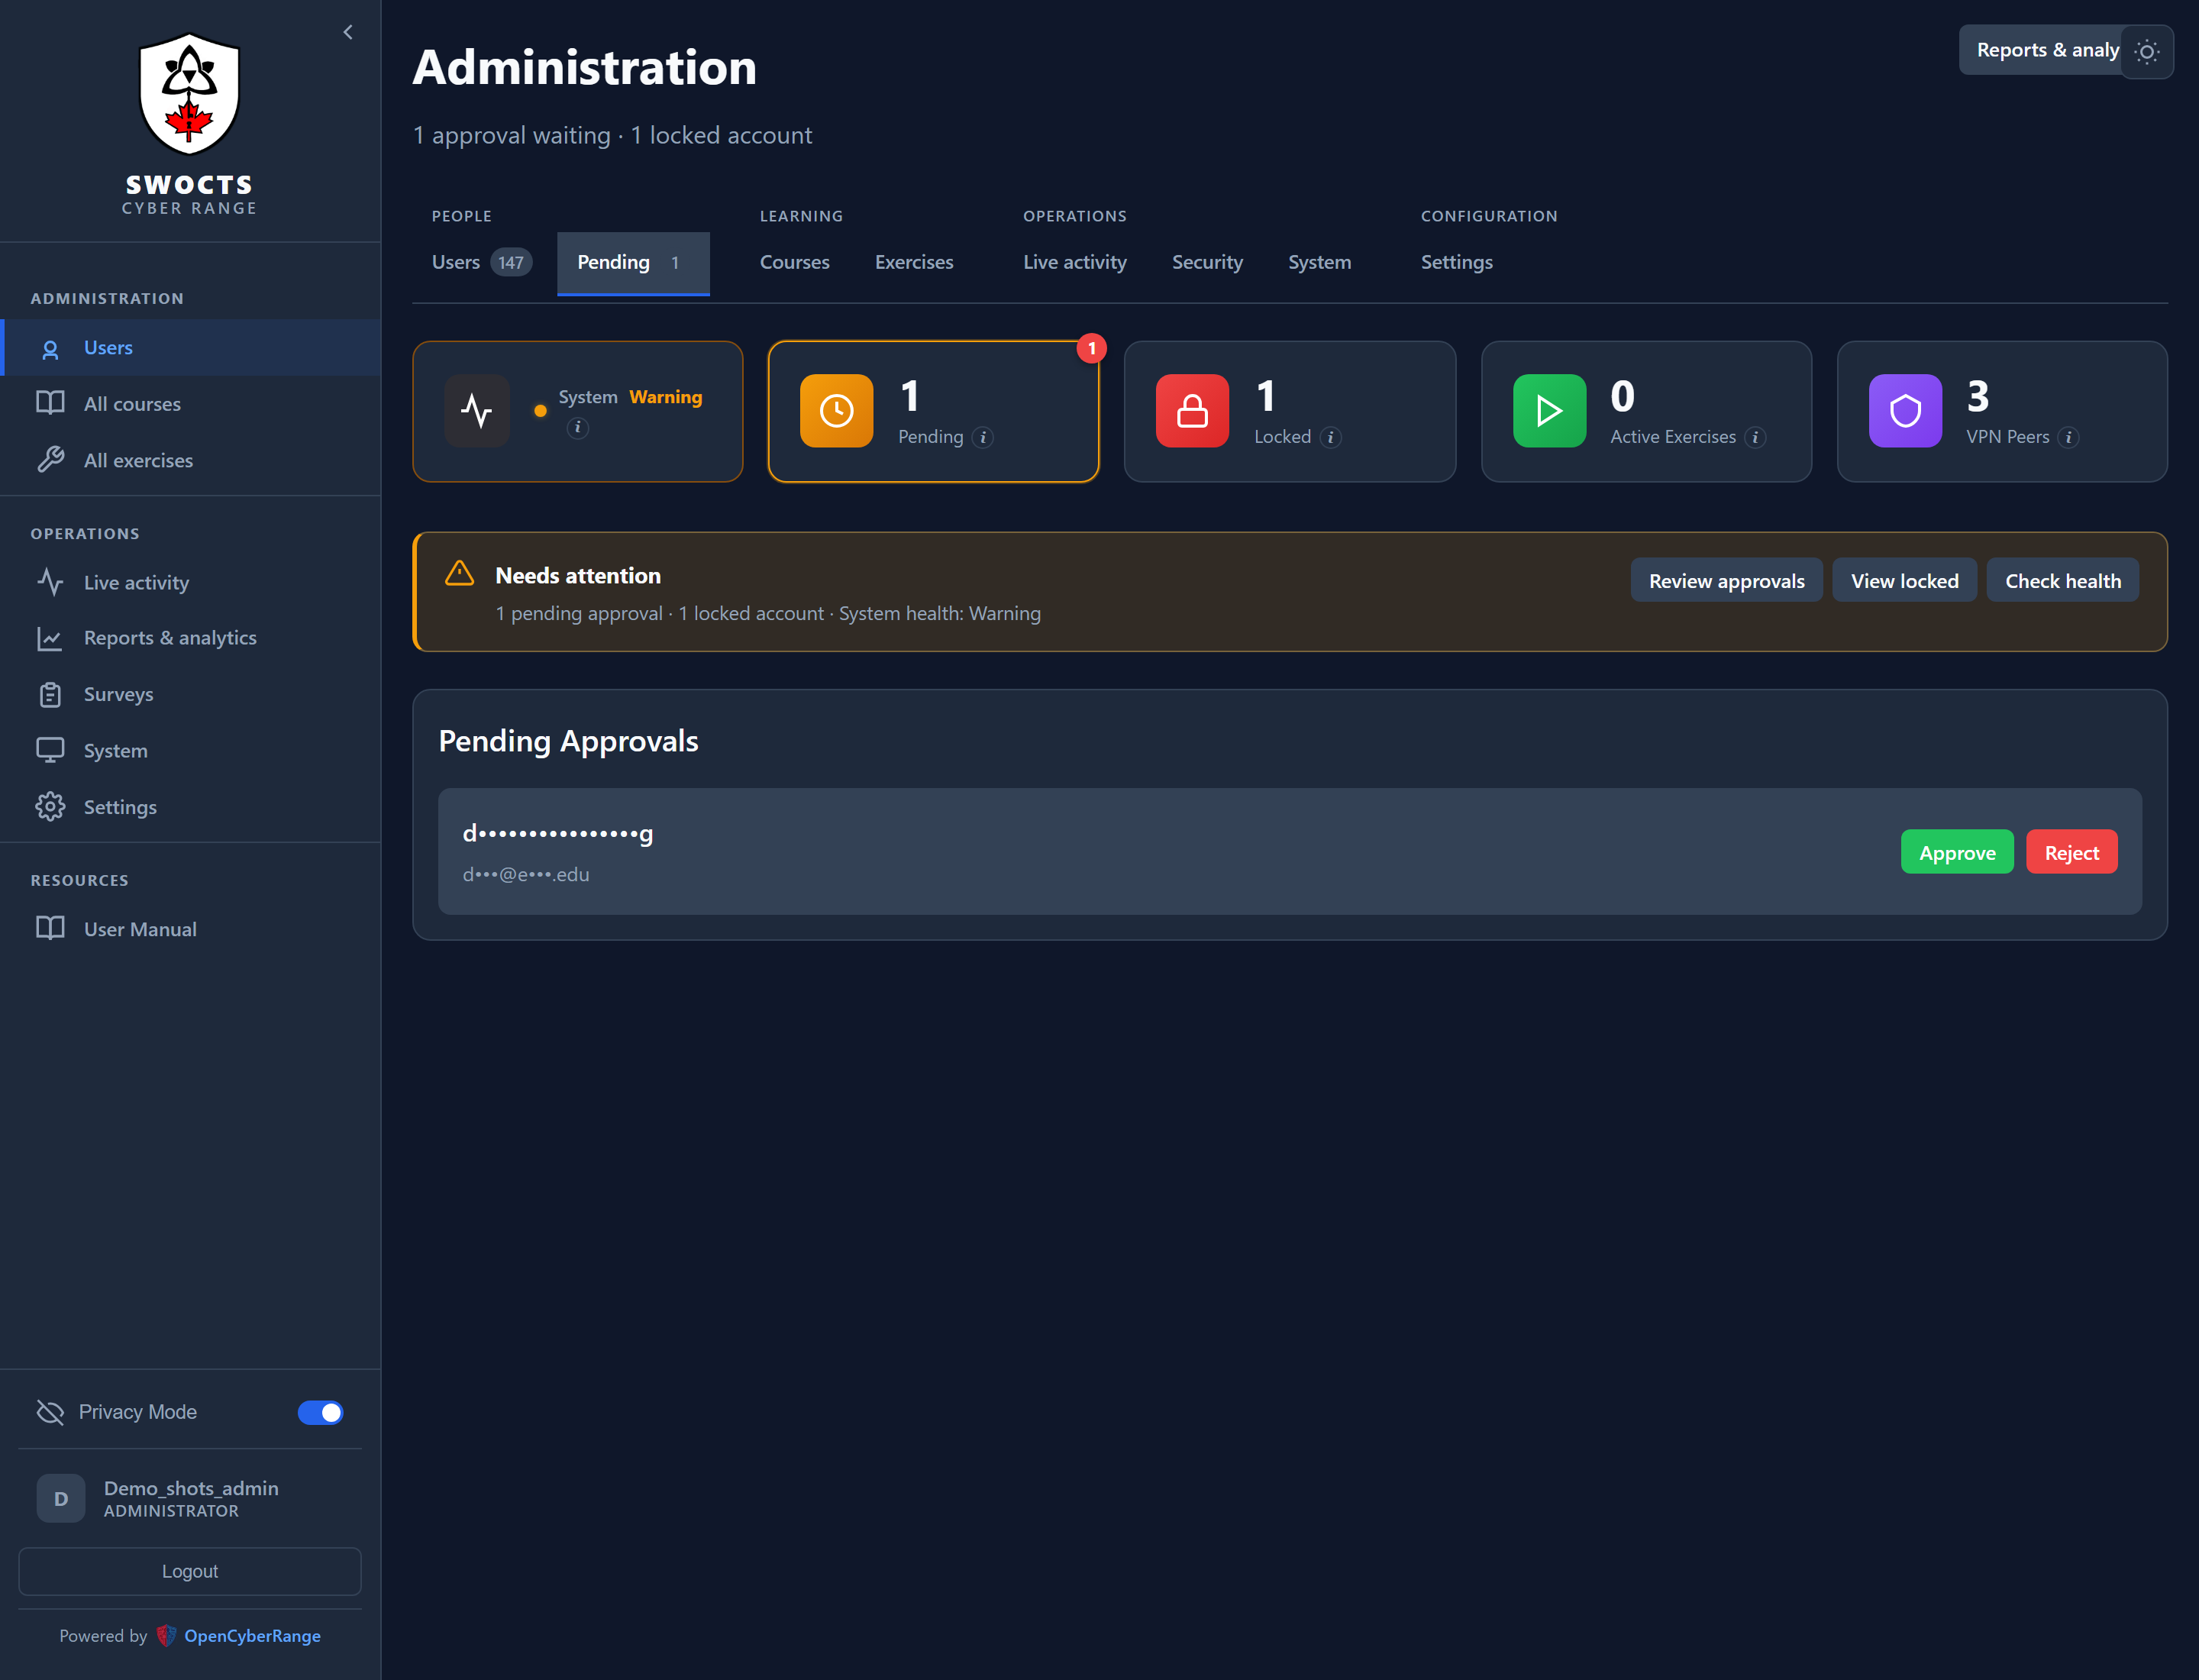 SWOCTS
CYBER RANGE
ADMINISTRATION
Users
All courses
All exercises
OPERATIONS
Live activity
Reports & analytics
Surveys
System
Settings
RESOURCES
User Manual
Privacy Mode
D
Demo_shots_admin
ADMINISTRATOR
Logout
Powered by OpenCyberRange
Administration
Reports & analy
1 approval waiting · 1 locked account
PEOPLE LEARNING OPERATIONS CONFIGURATION
Users 147 Pending 1 Courses Exercises Live activity Security System Settings
System Warning
i
1
1
Pending i
1
Locked i
0
Active Exercises i
3
VPN Peers i
Needs attention
1 pending approval · 1 locked account · System health: Warning
Review approvals View locked Check health
Pending Approvals
d••••••••••••••••g
d•••@e•••.edu
Approve Reject